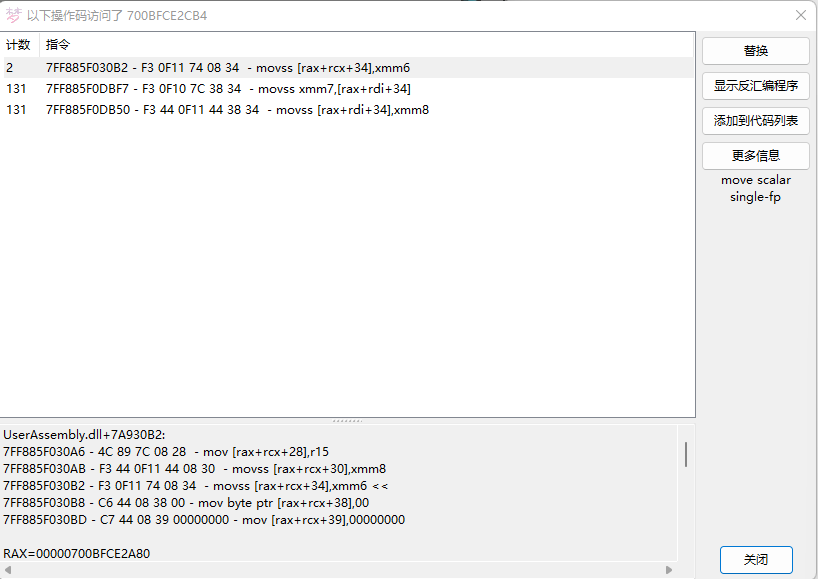 梦 以下操作码访问了 700BFCE2CB4
计数 指令
2 7FF885F030B2 - F3 0F11 74 08 34 - movss [rax+rcx+34],xmm6
131 7FF885F0DBF7 - F3 0F10 7C 38 34 - movss xmm7,[rax+rdi+34]
131 7FF885F0DB50 - F3 44 0F11 44 38 34 - movss [rax+rdi+34],xmm8
替换
显示反汇编程序
添加到代码列表
更多信息
move scalar
single-fp
UserAssembly.dll+7A930B2:
7FF885F030A6 - 4C 89 7C 08 28 - mov [rax+rcx+28],r15
7FF885F030AB - F3 44 0F11 44 08 30 - movss [rax+rcx+30],xmm8
7FF885F030B2 - F3 0F11 74 08 34 - movss [rax+rcx+34],xmm6 <<
7FF885F030B8 - C6 44 08 38 00 - mov byte ptr [rax+rcx+38],00
7FF885F030BD - C7 44 08 39 00000000 - mov [rax+rcx+39],00000000
RAX=00000700BFCE2A80
关闭